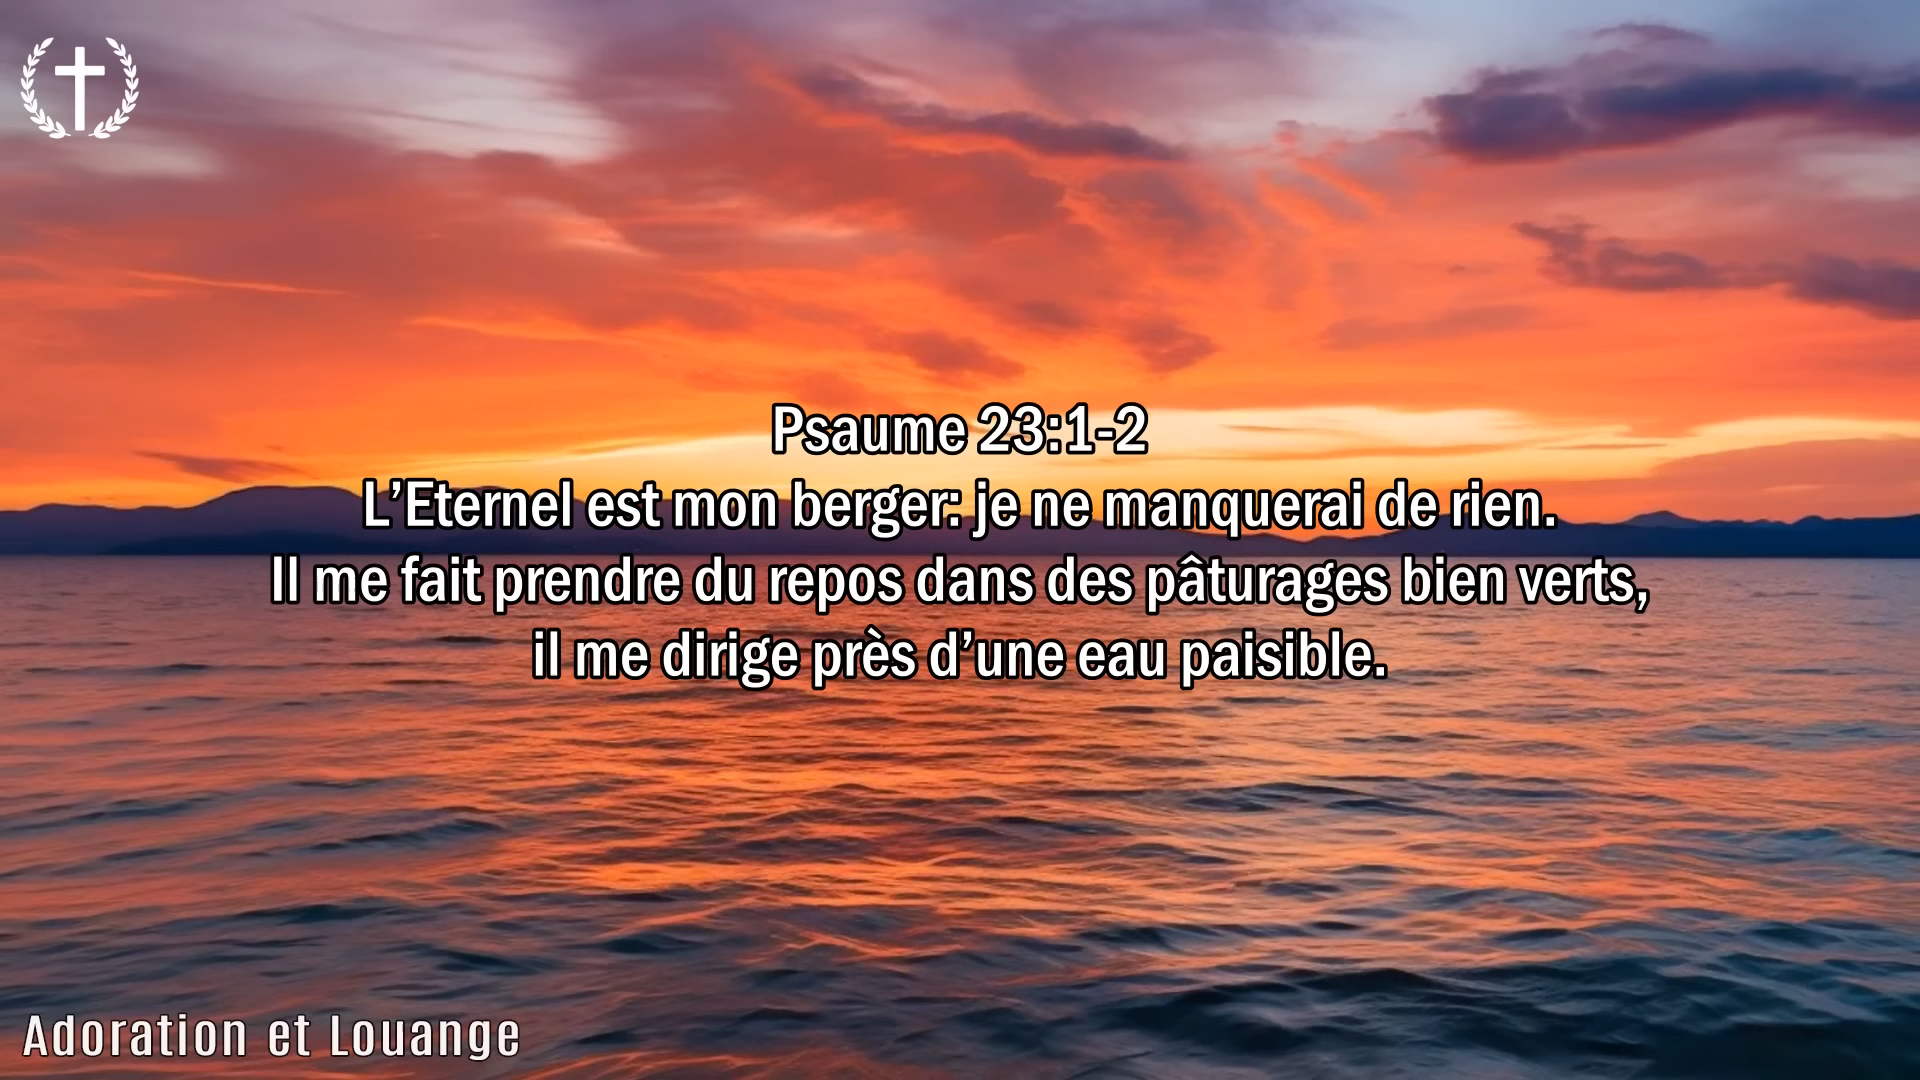 Psaume 23:1-2
L’Eternel est mon berger: je ne manquerai de rien.
Il me fait prendre du repos dans des pâturages bien verts,
il me dirige près d’une eau paisible.
Adoration et Louange